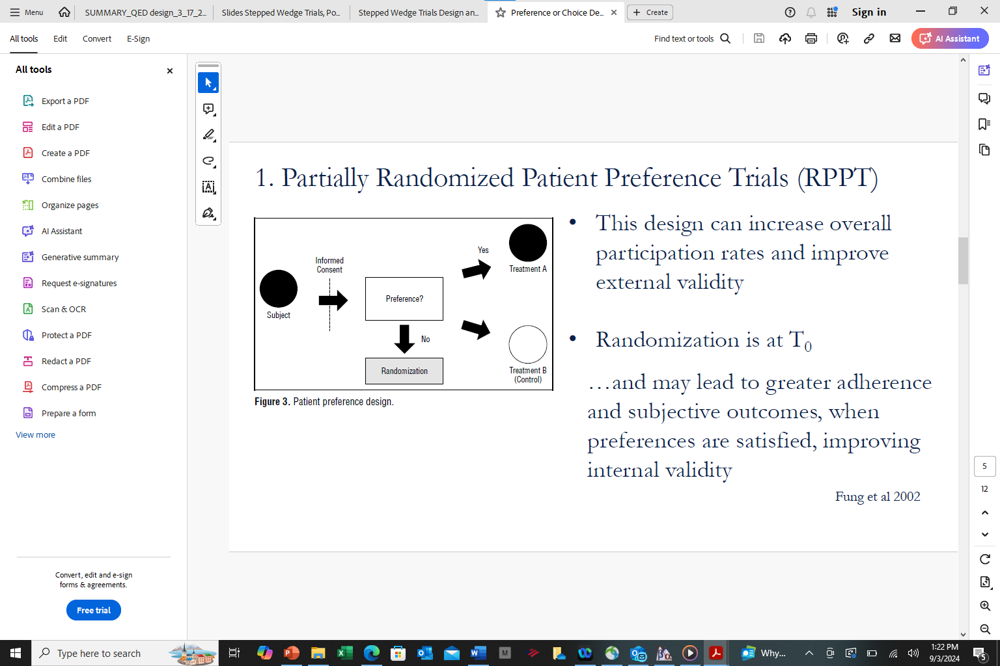 Menu
SUMMARY_QED design_3_17_2...
Slides Stepped Wedge Trials, Po...
Stepped Wedge Trials Design an...
Preference or Choice De...
Create
Sign in
All tools
Edit
Convert
E-Sign
Find text or tools
AI Assistant
All tools
Export a PDF
Edit a PDF
Create a PDF
Combine files
Organize pages
AI Assistant
Generative summary
Request e-signatures
Scan & OCR
Protect a PDF
Redact a PDF
Compress a PDF
Prepare a form
View more
Convert, edit and e-sign
forms & agreements.
Free trial
1. Partially Randomized Patient Preference Trials (RPPT)
Subject
Informed
Consent
Preference?
Yes
No
Randomization
Treatment A
Treatment B
(Control)
Figure 3. Patient preference design.
• This design can increase overall
participation rates and improve
external validity
• Randomization is at T0
…and may lead to greater adherence
and subjective outcomes, when
preferences are satisfied, improving
internal validity
Fung et al 2002
5
12
Type here to search
Why...
1:22 PM
9/3/2024
5